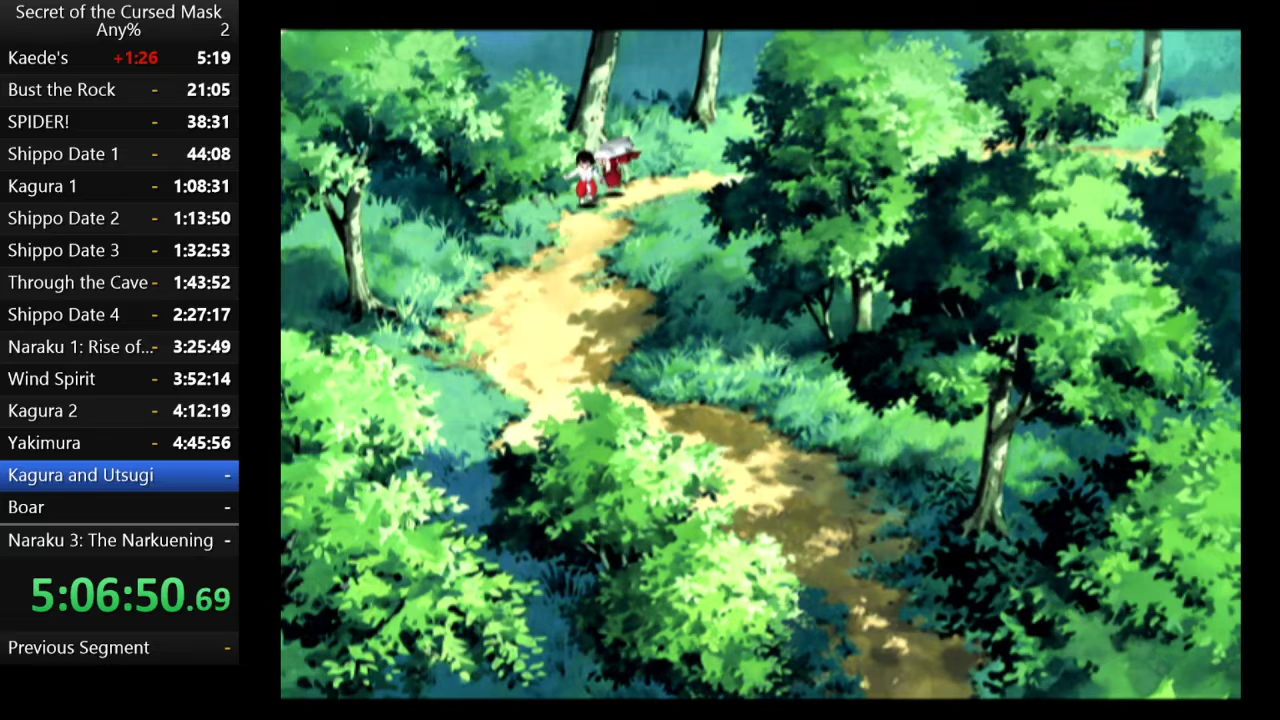 Secret of the Cursed Mask
Any% 2
Kaede's +1:26 5:19
Bust the Rock - 21:05
SPIDER! - 38:31
Shippo Date 1 - 44:08
Kagura 1 - 1:08:31
Shippo Date 2 - 1:13:50
Shippo Date 3 - 1:32:53
Through the Cave - 1:43:52
Shippo Date 4 - 2:27:17
Naraku 1: Rise of... - 3:25:49
Wind Spirit - 3:52:14
Kagura 2 - 4:12:19
Yakimura - 4:45:56
Kagura and Utsugi -
Boar -
Naraku 3: The Narkuening -
5:06:50.69
Previous Segment -